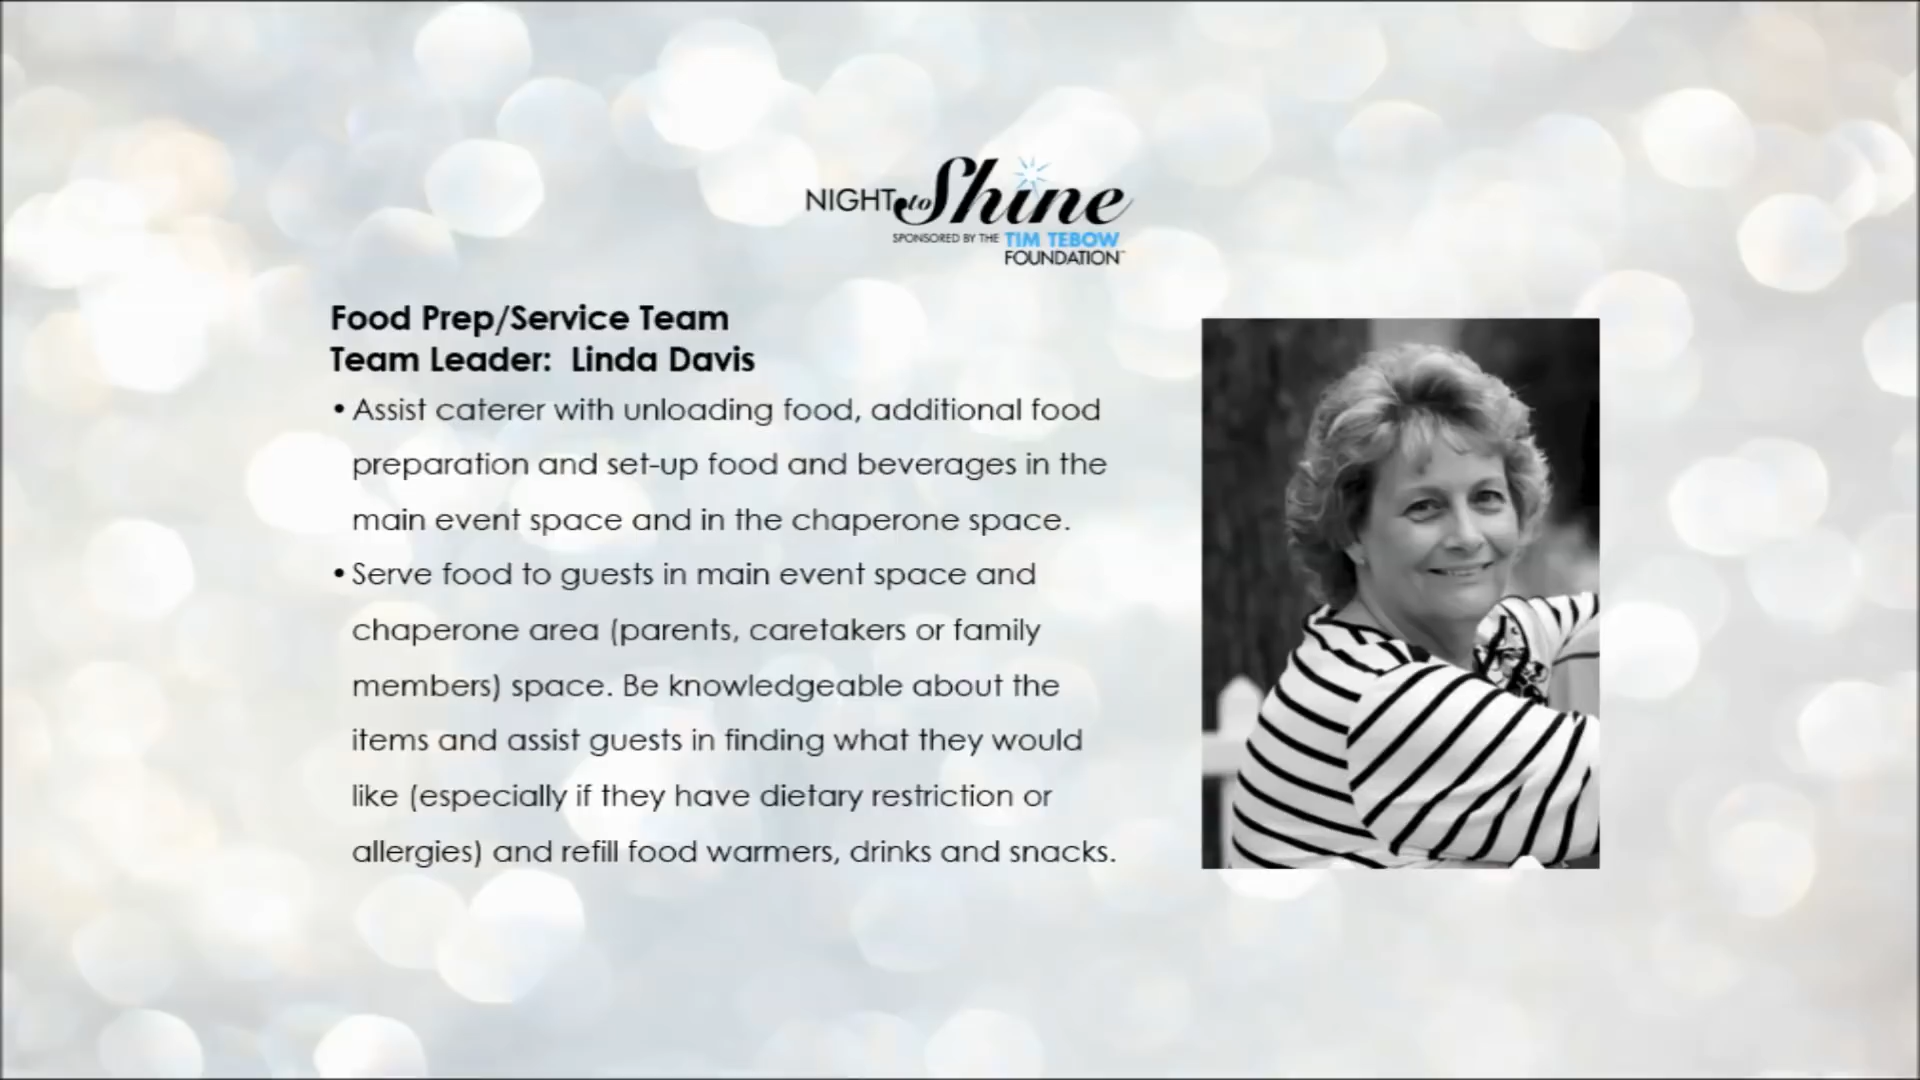 NIGHT to Shine
SPONSORED BY THE TIM TEBOW
FOUNDATION™
Food Prep/Service Team
Team Leader: Linda Davis
• Assist caterer with unloading food, additional food
preparation and set-up food and beverages in the
main event space and in the chaperone space.
• Serve food to guests in main event space and
chaperone area (parents, caretakers or family
members) space. Be knowledgeable about the
items and assist guests in finding what they would
like (especially if they have dietary restriction or
allergies) and refill food warmers, drinks and snacks.